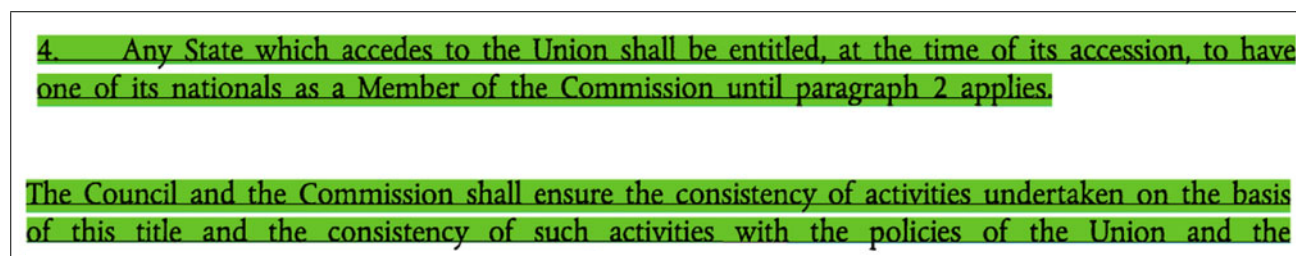 4. Any State which accedes to the Union shall be entitled, at the time of its accession, to have
one of its nationals as a Member of the Commission until paragraph 2 applies.
The Council and the Commission shall ensure the consistency of activities undertaken on the basis
of this title and the consistency of such activities with the policies of the Union and the